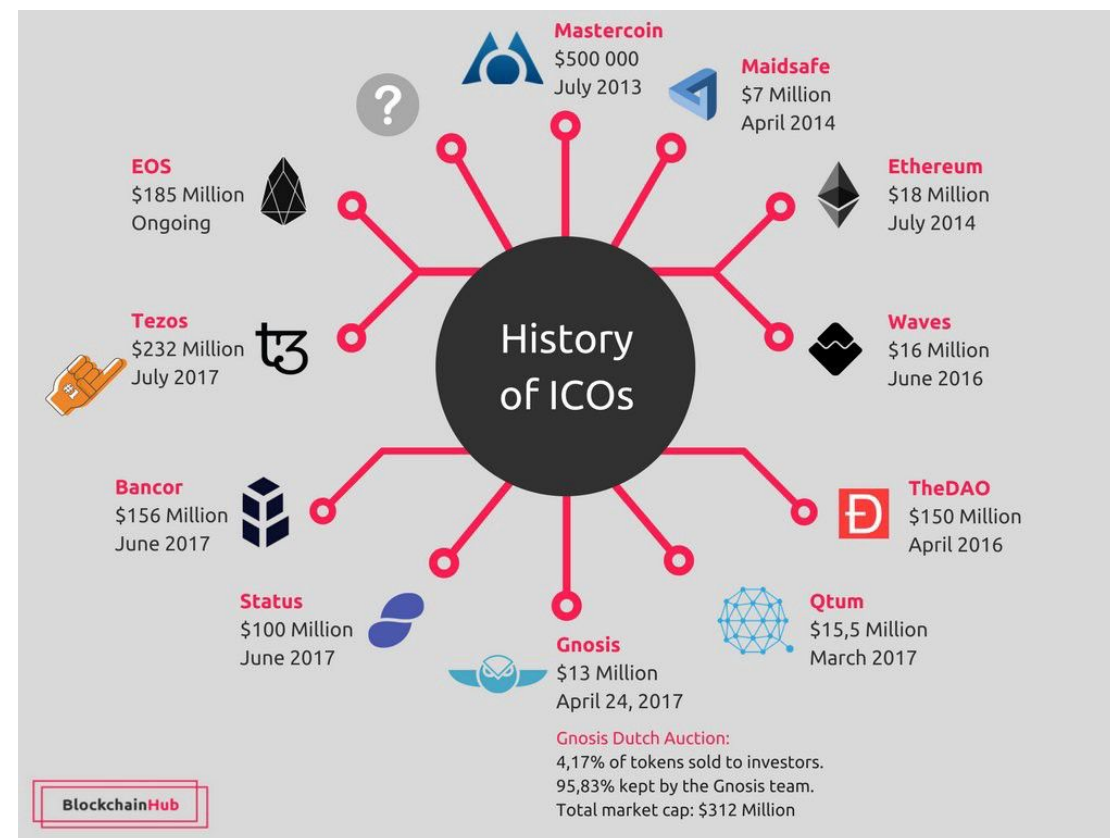 Mastercoin
$500 000
July 2013
Maidsafe
$7 Million
April 2014
Ethereum
$18 Million
July 2014
Waves
$16 Million
June 2016
TheDAO
$150 Million
April 2016
Qtum
$15,5 Million
March 2017
Gnosis
$13 Million
April 24, 2017
Gnosis Dutch Auction:
4,17% of tokens sold to investors.
95,83% kept by the Gnosis team.
Total market cap: $312 Million
Status
$100 Million
June 2017
Bancor
$156 Million
June 2017
Tezos
$232 Million
July 2017
#1
EOS
$185 Million
Ongoing
?
History
of ICOs
BlockchainHub